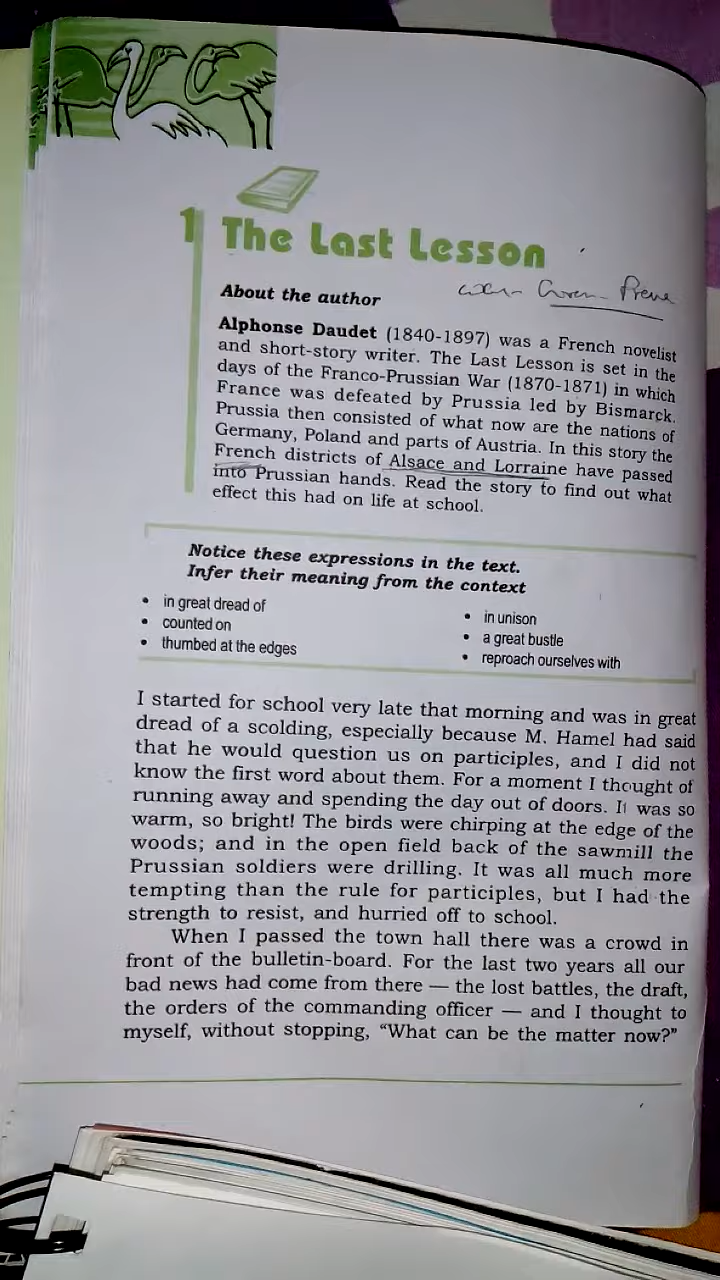 1 The Last Lesson
About the author
Alphonse Daudet (1840-1897) was a French novelist
and short-story writer. The Last Lesson is set in the
days of the Franco-Prussian War (1870-1871) in which
France was defeated by Prussia led by Bismarck.
Prussia then consisted of what now are the nations of
Germany, Poland and parts of Austria. In this story the
French districts of Alsace and Lorraine have passed
into Prussian hands. Read the story to find out what
effect this had on life at school.
Notice these expressions in the text.
Infer their meaning from the context
• in great dread of
• counted on
• thumbed at the edges
• in unison
• a great bustle
• reproach ourselves with
I started for school very late that morning and was in great
dread of a scolding, especially because M. Hamel had said
that he would question us on participles, and I did not
know the first word about them. For a moment I thought of
running away and spending the day out of doors. It was so
warm, so bright! The birds were chirping at the edge of the
woods; and in the open field back of the sawmill the
Prussian soldiers were drilling. It was all much more
tempting than the rule for participles, but I had the
strength to resist, and hurried off to school.
When I passed the town hall there was a crowd in
front of the bulletin-board. For the last two years all our
bad news had come from there — the lost battles, the draft,
the orders of the commanding officer — and I thought to
myself, without stopping, “What can be the matter now?”